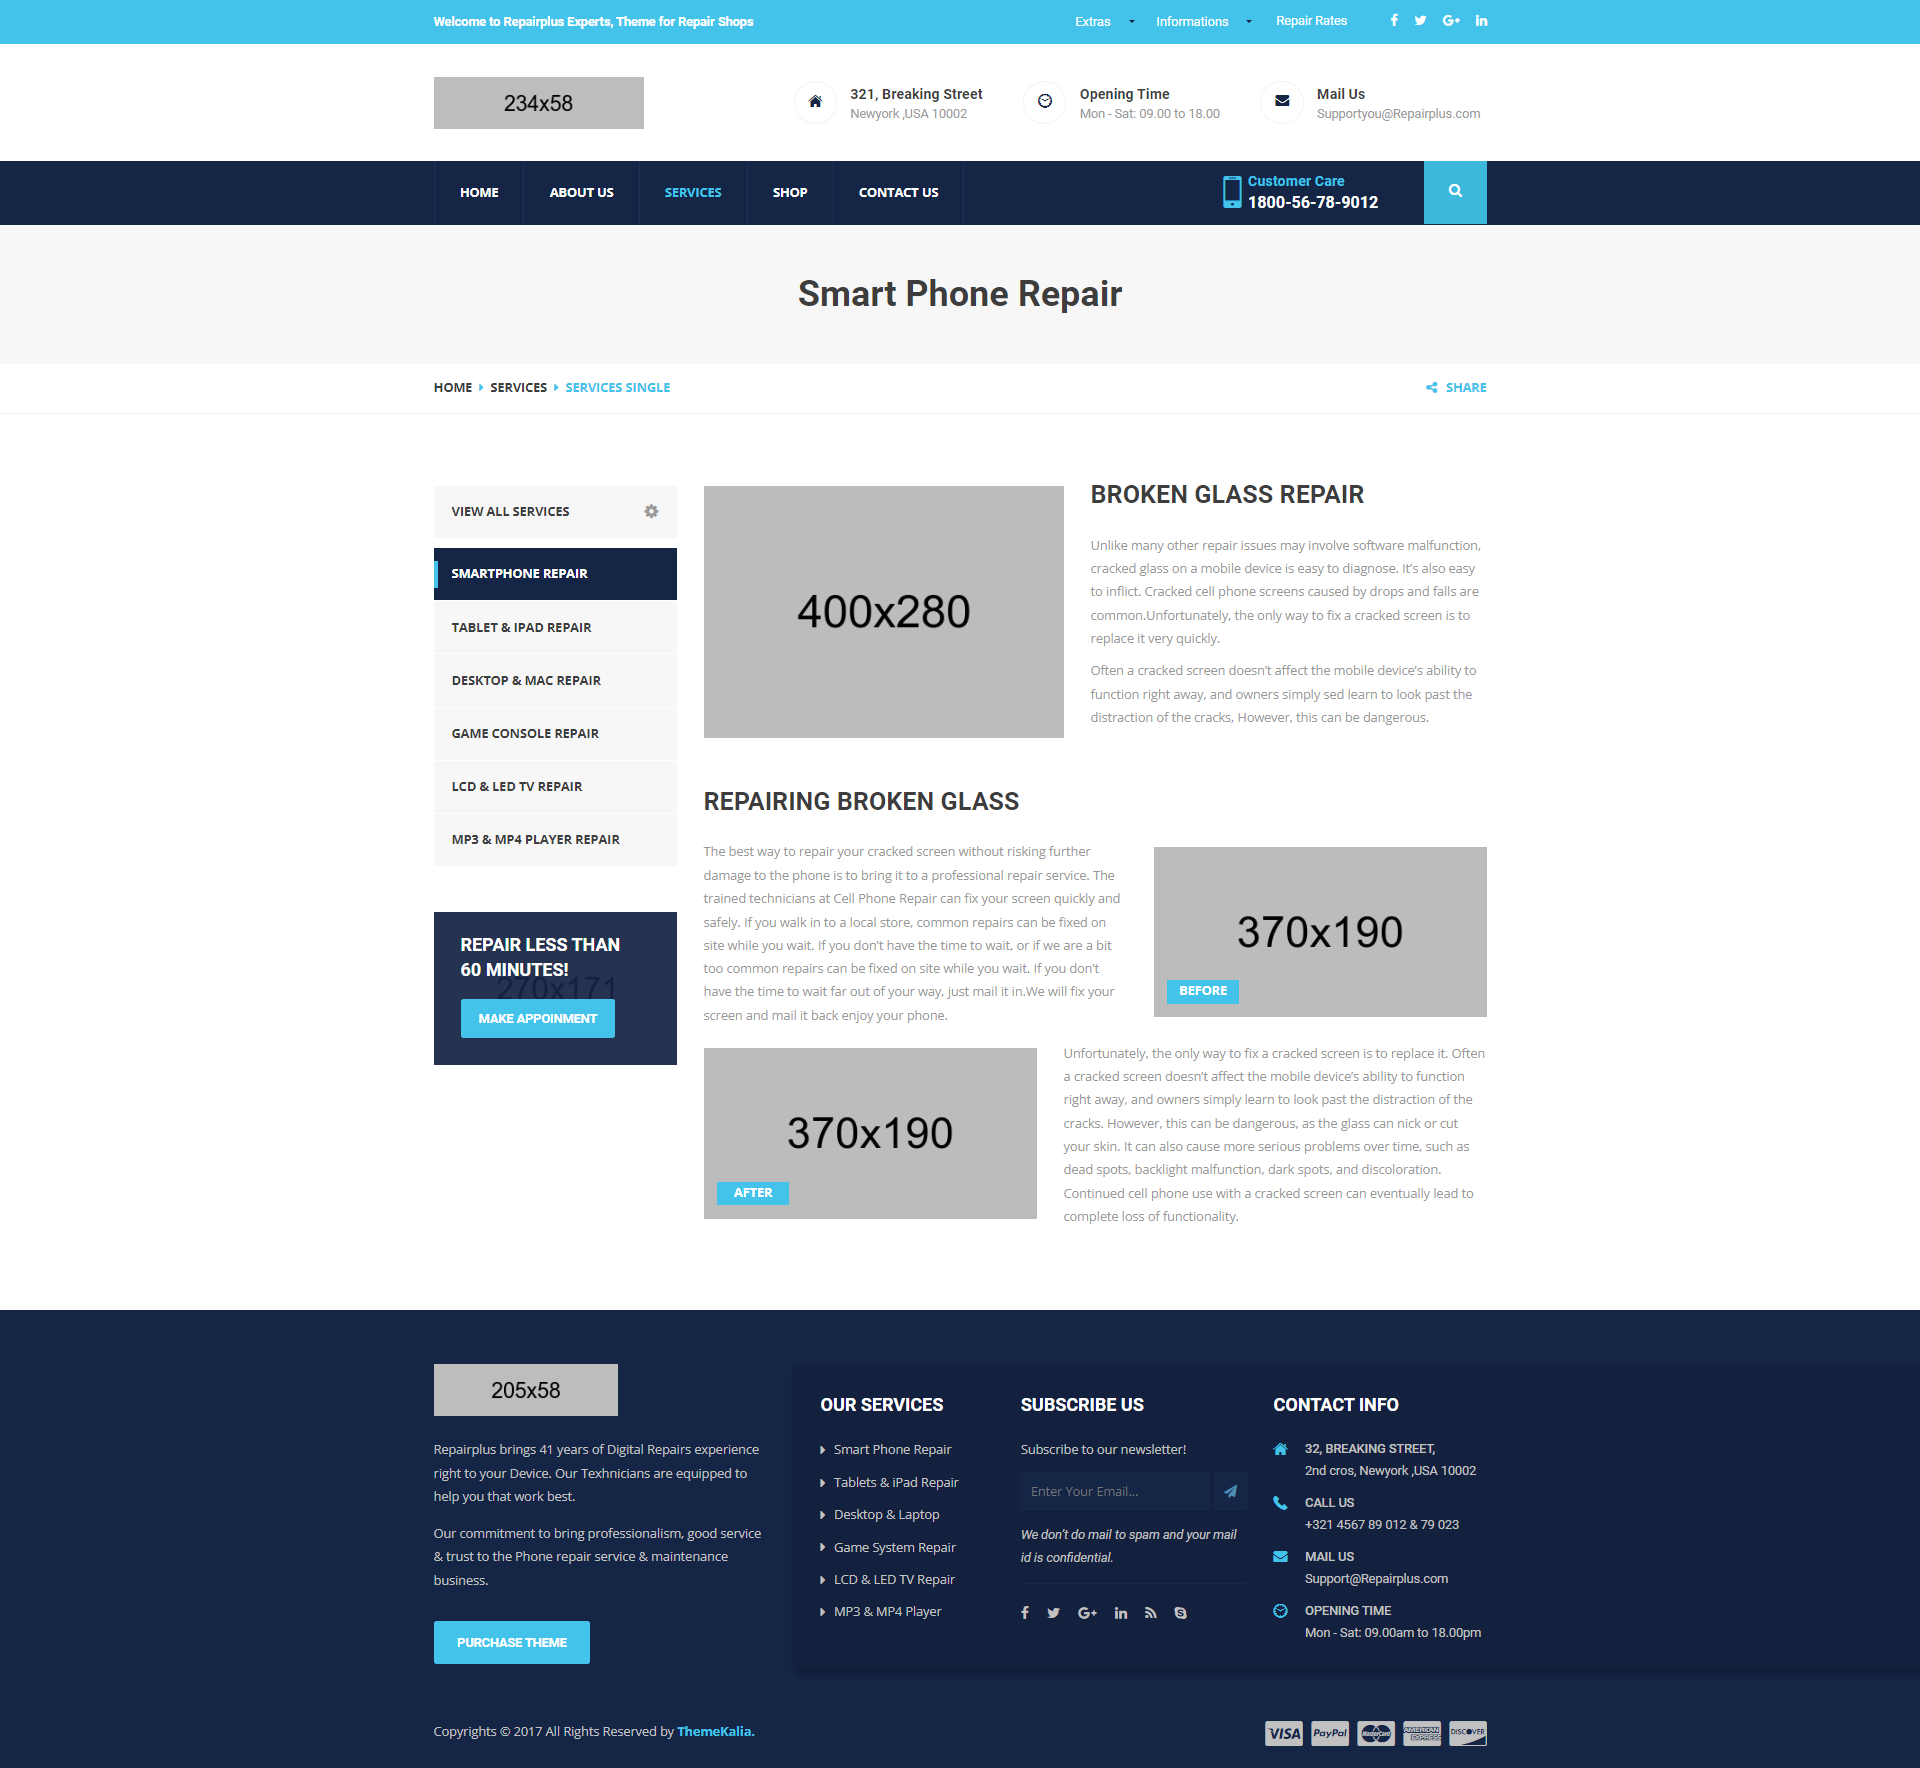 Welcome to Repairplus Experts, Theme for Repair Shops
Extras
Informations
Repair Rates
234x58
321, Breaking Street
Newyork ,USA 10002
Opening Time
Mon - Sat: 09.00 to 18.00
Mail Us
Supportyou@Repairplus.com
HOME
ABOUT US
SERVICES
SHOP
CONTACT US
Customer Care
1800-56-78-9012
Smart Phone Repair
HOME
SERVICES
SERVICES SINGLE
SHARE
VIEW ALL SERVICES
SMARTPHONE REPAIR
TABLET & IPAD REPAIR
DESKTOP & MAC REPAIR
GAME CONSOLE REPAIR
LCD & LED TV REPAIR
MP3 & MP4 PLAYER REPAIR
REPAIR LESS THAN
60 MINUTES!
270x171
MAKE APPOINMENT
400x280
BROKEN GLASS REPAIR
Unlike many other repair issues may involve software malfunction,
cracked glass on a mobile device is easy to diagnose. It’s also easy
to inflict. Cracked cell phone screens caused by drops and falls are
common.Unfortunately, the only way to fix a cracked screen is to
replace it very quickly.
Often a cracked screen doesn’t affect the mobile device’s ability to
function right away, and owners simply sed learn to look past the
distraction of the cracks, However, this can be dangerous.
REPAIRING BROKEN GLASS
The best way to repair your cracked screen without risking further
damage to the phone is to bring it to a professional repair service. The
trained technicians at Cell Phone Repair can fix your screen quickly and
safely. If you walk in to a local store, common repairs can be fixed on
site while you wait. If you don’t have the time to wait, or if we are a bit
too common repairs can be fixed on site while you wait. If you don’t
have the time to wait far out of your way, just mail it in.We will fix your
screen and mail it back enjoy your phone.
370x190
BEFORE
370x190
AFTER
Unfortunately, the only way to fix a cracked screen is to replace it. Often
a cracked screen doesn’t affect the mobile device’s ability to function
right away, and owners simply learn to look past the distraction of the
cracks. However, this can be dangerous, as the glass can nick or cut
your skin. It can also cause more serious problems over time, such as
dead spots, backlight malfunction, dark spots, and discoloration.
Continued cell phone use with a cracked screen can eventually lead to
complete loss of functionality.
205x58
Repairplus brings 41 years of Digital Repairs experience
right to your Device. Our Texhnicians are equipped to
help you that work best.
Our commitment to bring professionalism, good service
& trust to the Phone repair service & maintenance
business.
PURCHASE THEME
OUR SERVICES
Smart Phone Repair
Tablets & iPad Repair
Desktop & Laptop
Game System Repair
LCD & LED TV Repair
MP3 & MP4 Player
SUBSCRIBE US
Subscribe to our newsletter!
Enter Your Email...
We don’t do mail to spam and your mail
id is confidential.
CONTACT INFO
32, BREAKING STREET,
2nd cros, Newyork ,USA 10002
CALL US
+321 4567 89 012 & 79 023
MAIL US
Support@Repairplus.com
OPENING TIME
Mon - Sat: 09.00am to 18.00pm
Copyrights © 2017 All Rights Reserved by ThemeKalia.
VISA
PayPal
MasterCard
AMERICAN EXPRESS
DISCOVER